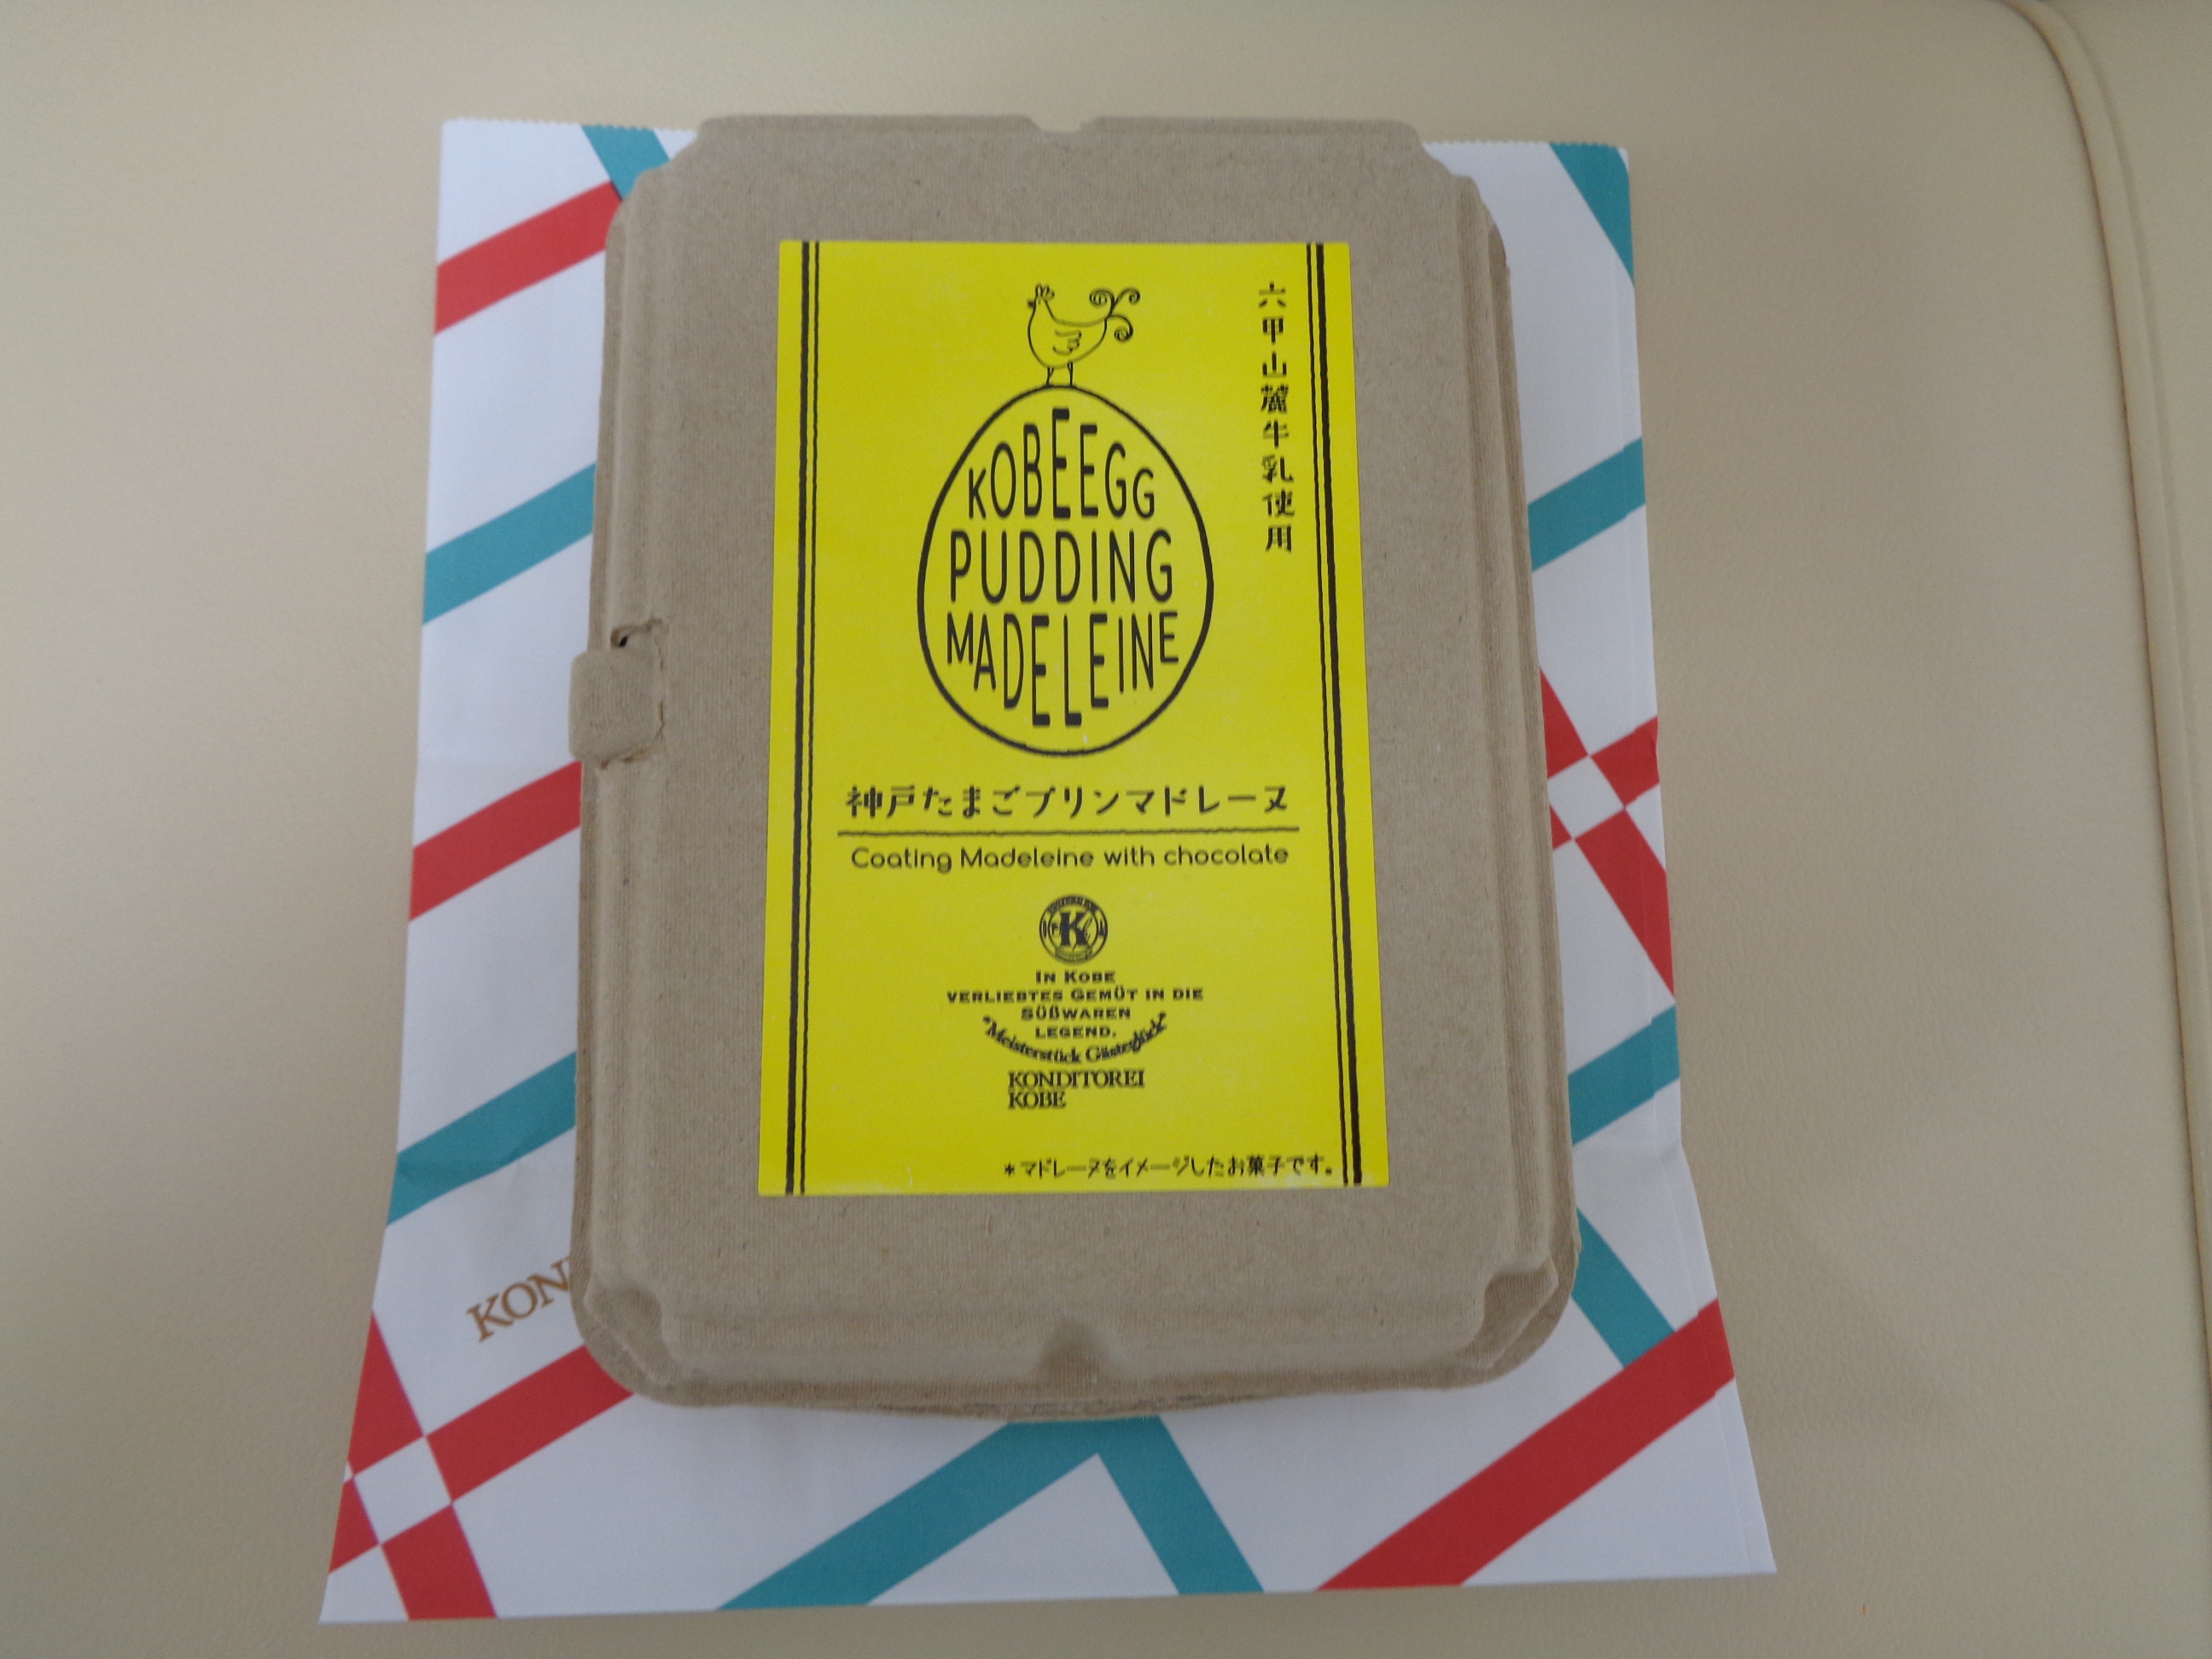 六甲山麓牛乳使用
KOBEEGG
PUDDING
MADELEINE
神戸たまごプリンマドレーヌ
Coating Madeleine with chocolate
K
IN KOBE
VERLIEBTES GEMÜT IN DIE
SÜßWAREN
LEGEND.
"Meisterstück Gästeglück"
KONDITOREI
KOBE
*マドレーヌをイメージしたお菓子です。
KON